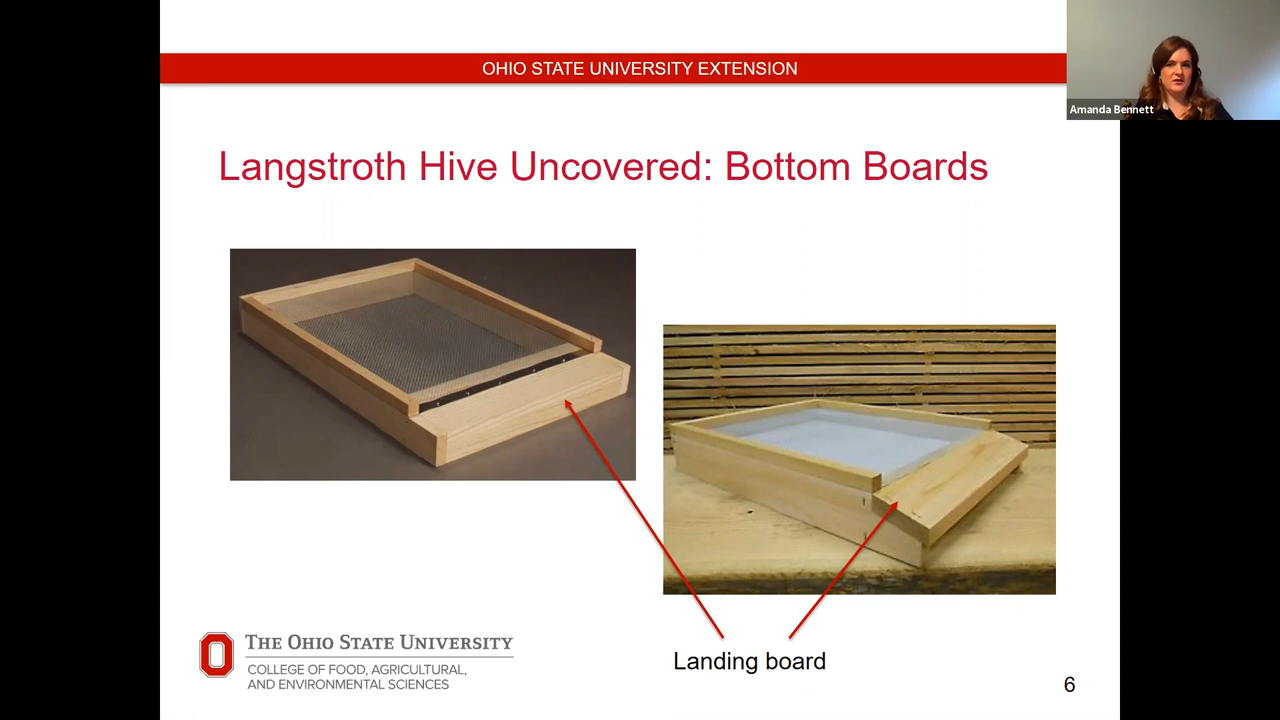 OHIO STATE UNIVERSITY EXTENSION
Amanda Bennett
Langstroth Hive Uncovered: Bottom Boards
Landing board
THE OHIO STATE UNIVERSITY
COLLEGE OF FOOD, AGRICULTURAL,
AND ENVIRONMENTAL SCIENCES
6